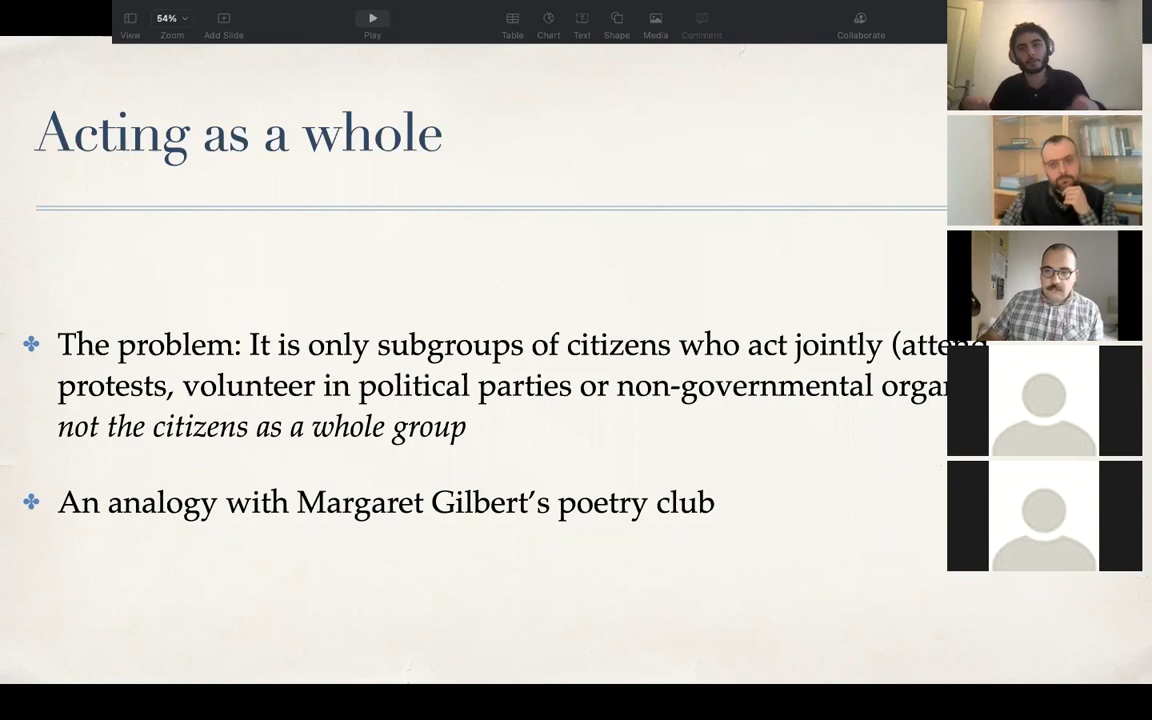 54%
View Zoom Add Slide Play Table Chart Text Shape Media Comment Collaborate
Acting as a whole
The problem: It is only subgroups of citizens who act jointly (attend
protests, volunteer in political parties or non-governmental
not the citizens as a whole group
An analogy with Margaret Gilbert’s poetry club